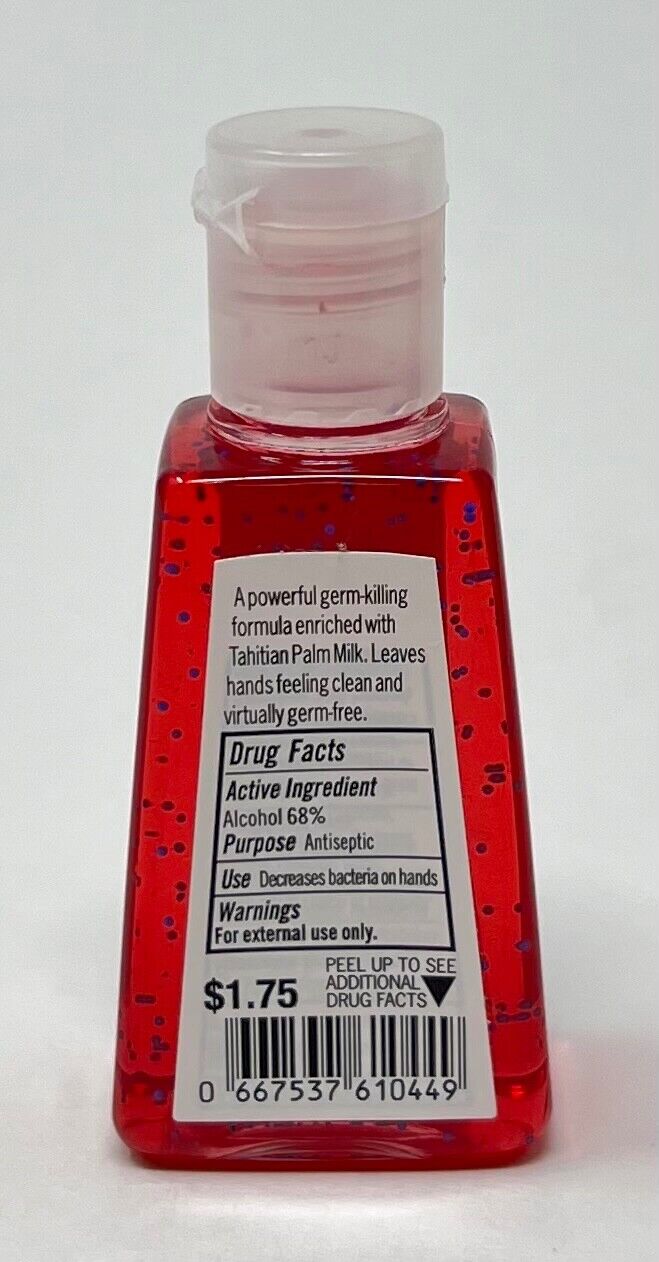 A powerful germ-killing
formula enriched with
Tahitian Palm Milk. Leaves
hands feeling clean and
virtually germ-free.
Drug Facts
Active Ingredient
Alcohol 68%
Purpose Antiseptic
Use Decreases bacteria on hands
Warnings
For external use only.
$1.75
PEEL UP TO SEE
ADDITIONAL
DRUG FACTS
0 667537 610449